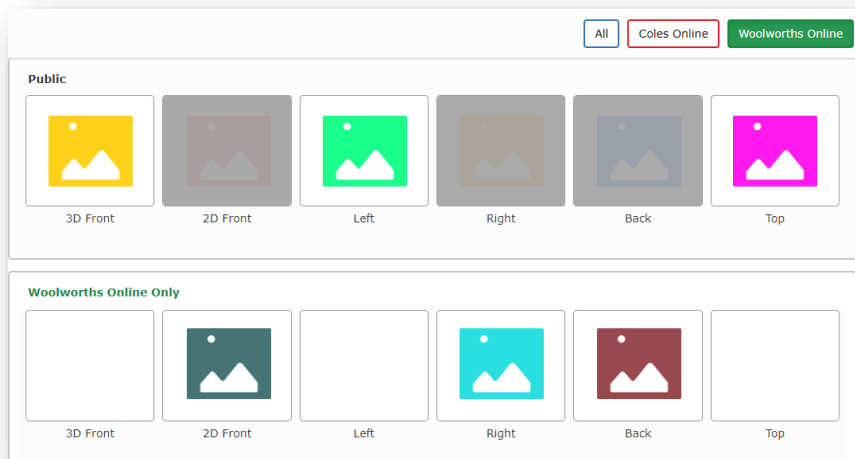 All Coles Online Woolworths Online
Public
3D Front 2D Front Left Right Back Top
Woolworths Online Only
3D Front 2D Front Left Right Back Top